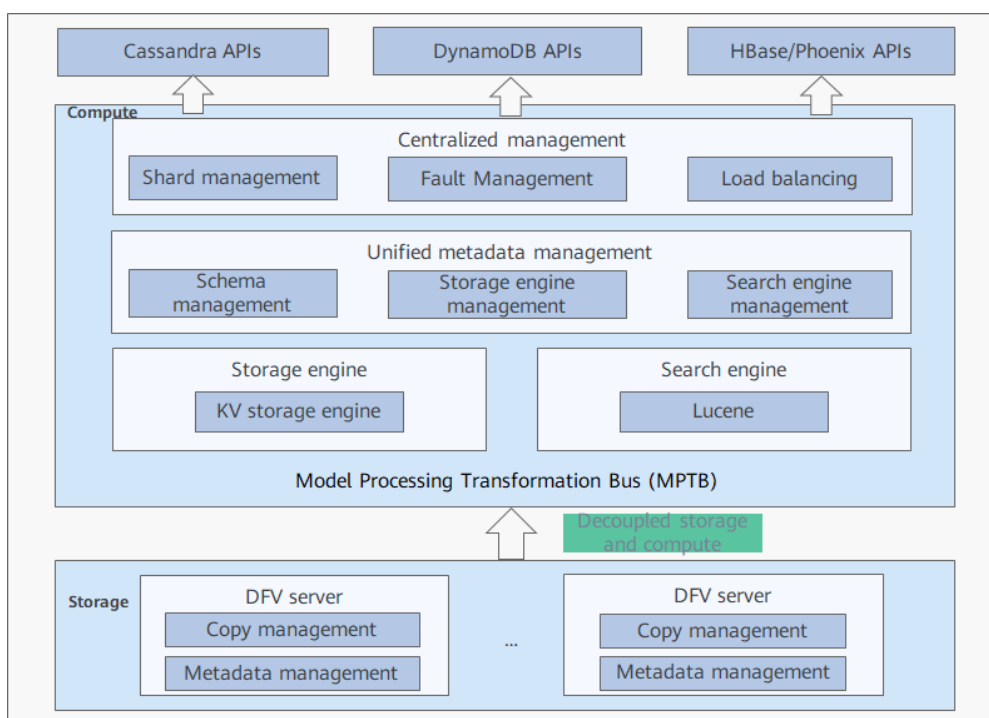 Cassandra APIs
DynamoDB APIs
HBase/Phoenix APIs
Compute
Centralized management
Shard management
Fault Management
Load balancing
Unified metadata management
Schema
management
Storage engine
management
Search engine
management
Storage engine
KV storage engine
Search engine
Lucene
Model Processing Transformation Bus (MPTB)
Decoupled storage
and compute
Storage
DFV server
Copy management
Metadata management
...
DFV server
Copy management
Metadata management